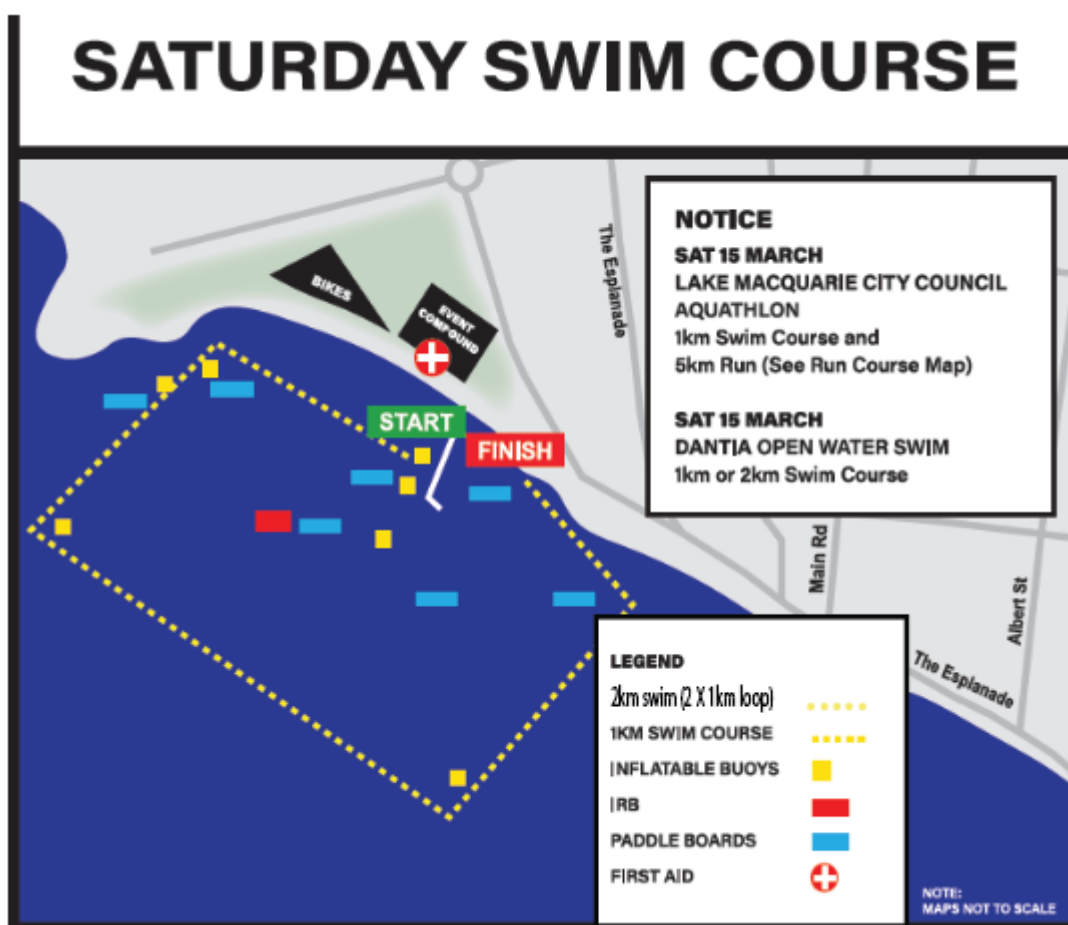 SATURDAY SWIM COURSE
BIKES
EVENT
COMPOUND
START
FINISH
The Esplanade
NOTICE
SAT 15 MARCH
LAKE MACQUARIE CITY COUNCIL
AQUATHLON
1km Swim Course and
5km Run (See Run Course Map)
SAT 15 MARCH
DANTIA OPEN WATER SWIM
1km or 2km Swim Course
Main Rd
Albert St
The Esplanade
LEGEND
2km swim (2 X 1km loop)
1KM SWIM COURSE
INFLATABLE BUOYS
IRB
PADDLE BOARDS
FIRST AID
NOTE:
MAPS NOT TO SCALE